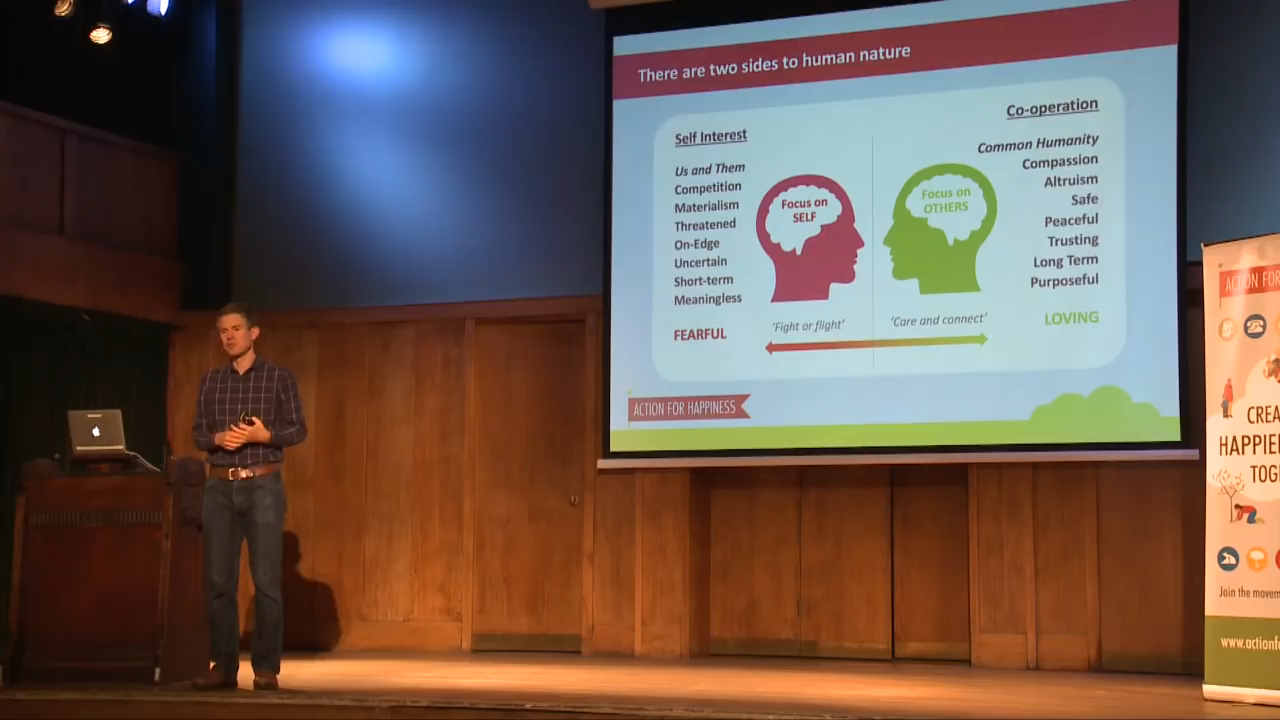 There are two sides to human nature
Self Interest
Us and Them
Competition
Materialism
Threatened
On-Edge
Uncertain
Short-term
Meaningless
FEARFUL
Focus on
SELF
'Fight or flight'
Focus on
OTHERS
'Care and connect'
Co-operation
Common Humanity
Compassion
Altruism
Safe
Peaceful
Trusting
Long Term
Purposeful
LOVING
ACTION FOR HAPPINESS
ACTION FOR
CREA
HAPPIE
TOG
Join the movem
www.actionf